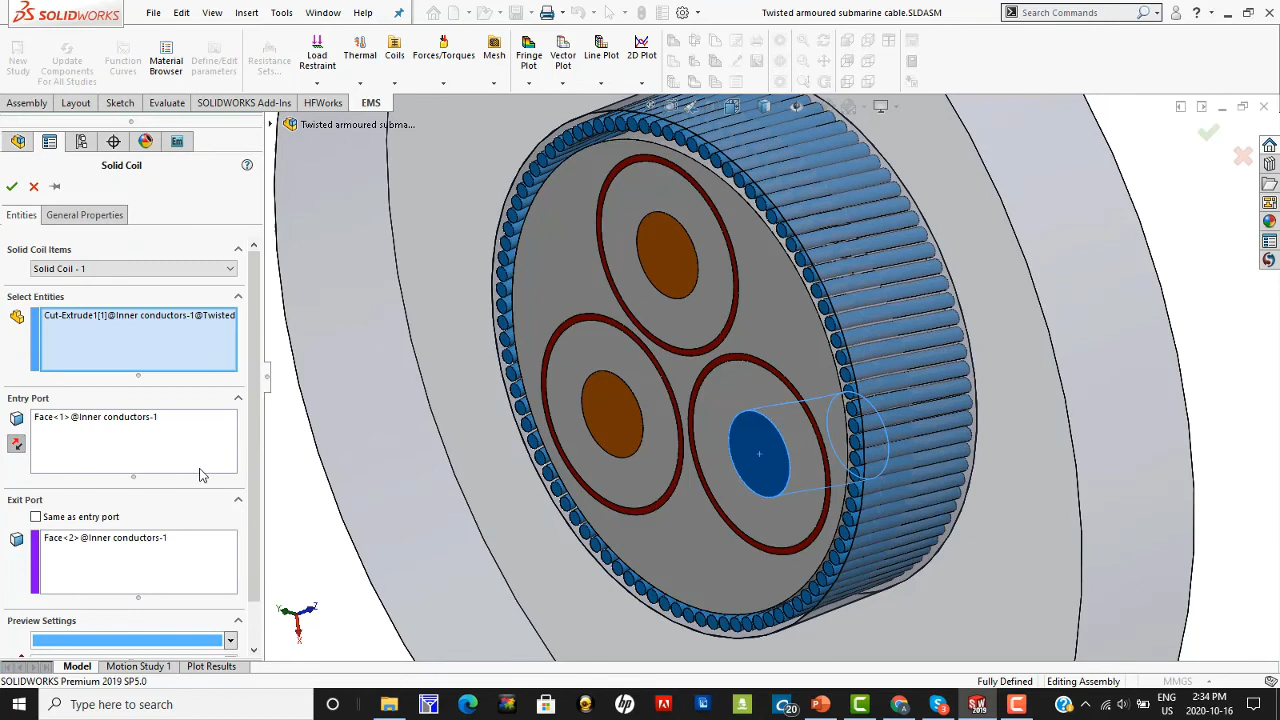 SOLIDWORKS
File Edit View Insert Tools Window Help
Twisted armoured submarine cable.SLDASM
Search Commands
New Study
Update Components For All Studies
Function Curves
Material Browser
Define/Edit parameters
Resistance Sets...
Load Restraint
Thermal
Coils
Forces/Torques
Mesh
Fringe Plot
Vector Plot
Line Plot
2D Plot
Assembly Layout Sketch Evaluate SOLIDWORKS Add-Ins HFWorks EMS
Twisted armoured subma...
Solid Coil
Entities General Properties
Solid Coil Items
Solid Coil - 1
Select Entities
Cut-Extrude1[1]@Inner conductors-1@Twisted
Entry Port
Face<1>@Inner conductors-1
Exit Port
Same as entry port
Face<2>@Inner conductors-1
Preview Settings
Y Z X
Model Motion Study 1 Plot Results
SOLIDWORKS Premium 2019 SP5.0
Fully Defined Editing Assembly MMGS
Type here to search
ENG US
2:34 PM
2020-10-16
20
SW 2019